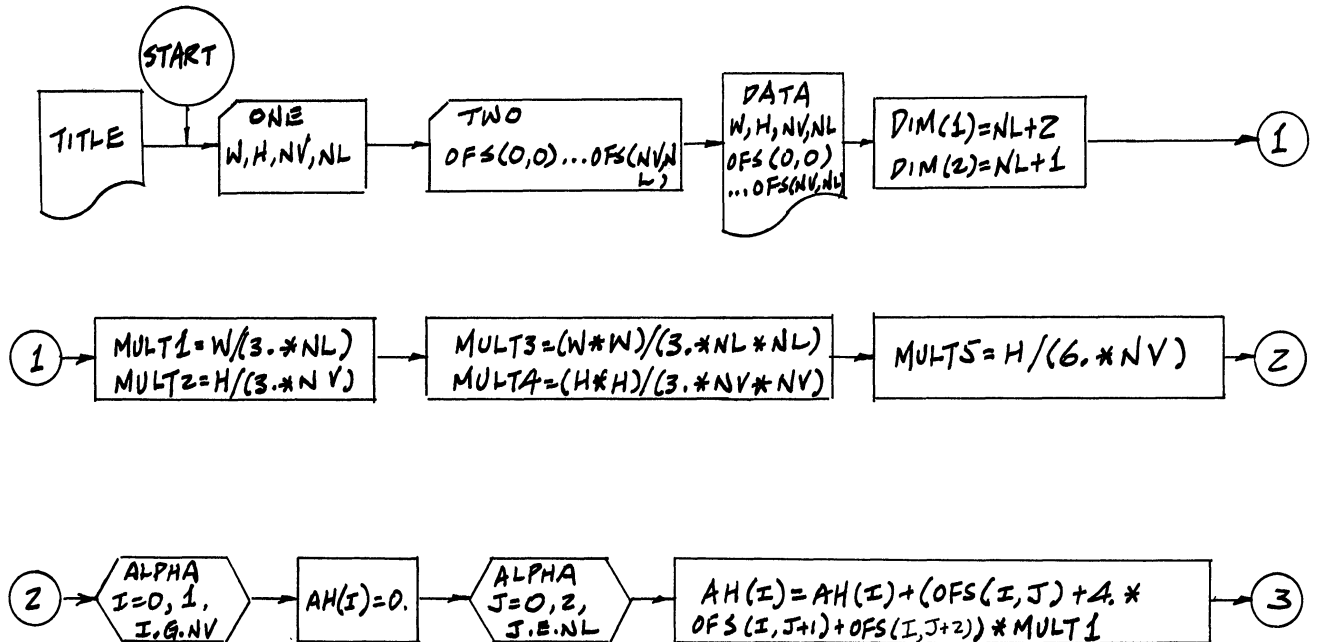 START
TITLE
ONE
W,H,NV,NL
TWO
OFS(0,0)...OFS(NV,N
L)
DATA
W,H,NV,NL
OFS(0,0)
...OFS(NV,NL)
DIM(1)=NL+2
DIM(2)=NL+1
1
1
MULT1=W/(3.*NL)
MULT2=H/(3.*NV)
MULT3=(W*W)/(3.*NL*NL)
MULT4=(H*H)/(3.*NV*NV)
MULT5=H/(6.*NV)
2
2
ALPHA
I=0,1,
I.G.NV
AH(I)=0.
ALPHA
J=0,2,
J.E.NL
AH(I)=AH(I)+(OFS(I,J)+4.*
OFS(I,J+1)+OFS(I,J+2))*MULT1
3